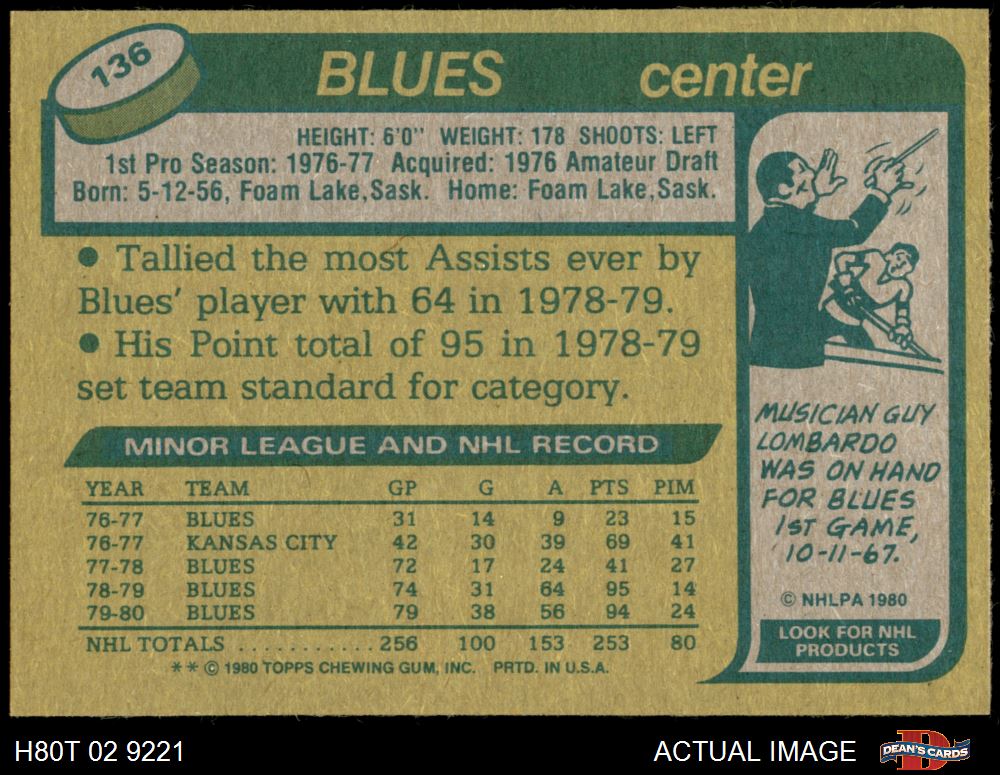 136
BLUES center
HEIGHT: 6'0" WEIGHT: 178 SHOOTS: LEFT
1st Pro Season: 1976-77 Acquired: 1976 Amateur Draft
Born: 5-12-56, Foam Lake, Sask. Home: Foam Lake, Sask.
● Tallied the most Assists ever by
Blues' player with 64 in 1978-79.
● His Point total of 95 in 1978-79
set team standard for category.
MINOR LEAGUE AND NHL RECORD
YEAR TEAM GP G A PTS PIM
76-77 BLUES 31 14 9 23 15
76-77 KANSAS CITY 42 30 39 69 41
77-78 BLUES 72 17 24 41 27
78-79 BLUES 74 31 64 95 14
79-80 BLUES 79 38 56 94 24
NHL TOTALS ........... 256 100 153 253 80
** © 1980 TOPPS CHEWING GUM, INC. PRTD. IN U.S.A.
MUSICIAN GUY
LOMBARDO
WAS ON HAND
FOR BLUES
1ST GAME,
10-11-67.
© NHLPA 1980
LOOK FOR NHL
PRODUCTS
H80T 02 9221
ACTUAL IMAGE
D
DEAN'S CARDS